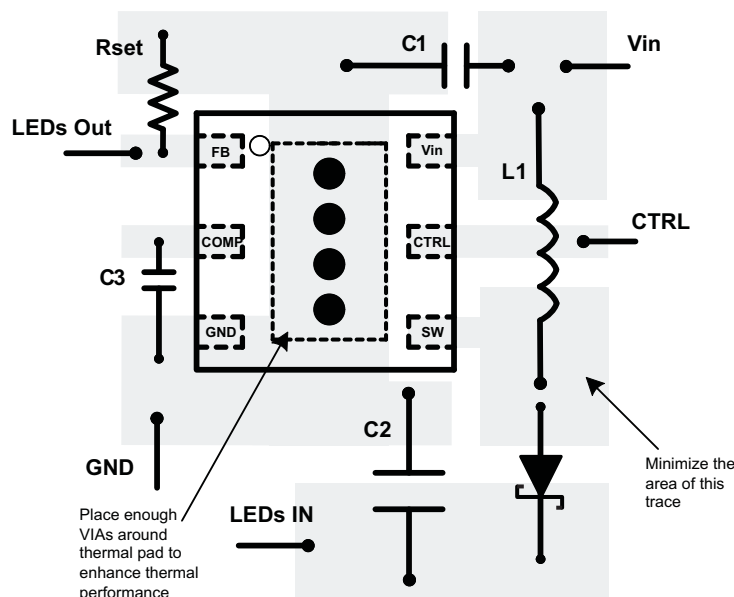 C1
Vin
Rset
LEDs Out
FB
Vin
L1
COMP
CTRL
CTRL
C3
GND
SW
C2
GND
Minimize the
area of this
trace
LEDs IN
Place enough
VIAs around
thermal pad to
enhance thermal
performance